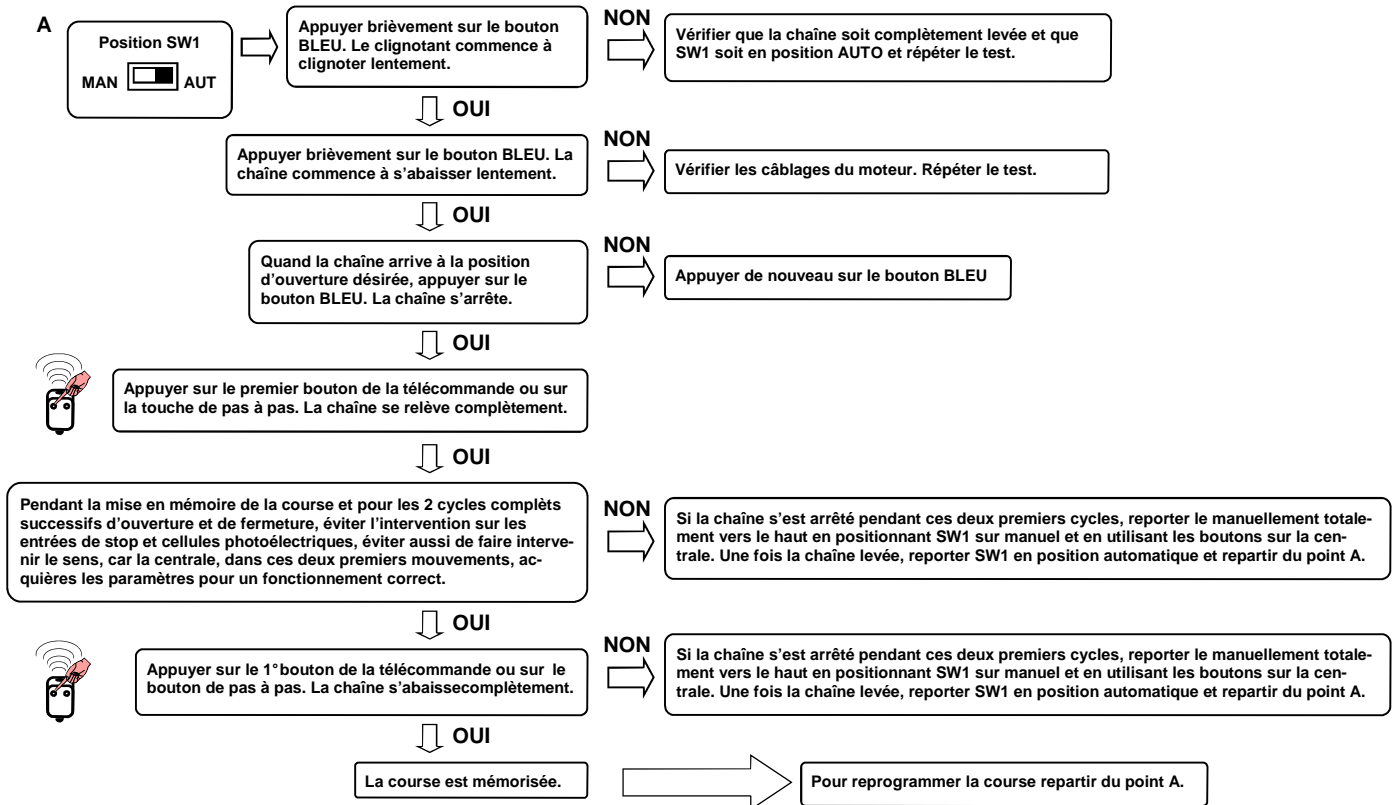 A
Position SW1
MAN AUT
Appuyer brièvement sur le bouton
BLEU. Le clignotant commence à
clignoter lentement.
NON
Vérifier que la chaîne soit complètement levée et que
SW1 soit en position AUTO et répéter le test.
OUI
Appuyer brièvement sur le bouton BLEU. La
chaîne commence à s’abaisser lentement.
NON
Vérifier les câblages du moteur. Répéter le test.
OUI
Quand la chaîne arrive à la position
d’ouverture désirée, appuyer sur le
bouton BLEU. La chaîne s’arrête.
NON
Appuyer de nouveau sur le bouton BLEU
OUI
Appuyer sur le premier bouton de la télécommande ou sur
la touche de pas à pas. La chaîne se relève complètement.
OUI
Pendant la mise en mémoire de la course et pour les 2 cycles complèts
successifs d’ouverture et de fermeture, éviter l’intervention sur les
entrées de stop et cellules photoélectriques, éviter aussi de faire interve-
nir le sens, car la centrale, dans ces deux premiers mouvements, ac-
quières les paramètres pour un fonctionnement correct.
NON
Si la chaîne s’est arrêté pendant ces deux premiers cycles, reporter le manuellement totale-
ment vers le haut en positionnant SW1 sur manuel et en utilisant les boutons sur la cen-
trale. Une fois la chaîne levée, reporter SW1 en position automatique et repartir du point A.
OUI
Appuyer sur le 1° bouton de la télécommande ou sur le
bouton de pas à pas. La chaîne s’abaissecomplètement.
NON
Si la chaîne s’est arrêté pendant ces deux premiers cycles, reporter le manuellement totale-
ment vers le haut en positionnant SW1 sur manuel et en utilisant les boutons sur la cen-
trale. Une fois la chaîne levée, reporter SW1 en position automatique et repartir du point A.
OUI
La course est mémorisée.
Pour reprogrammer la course repartir du point A.